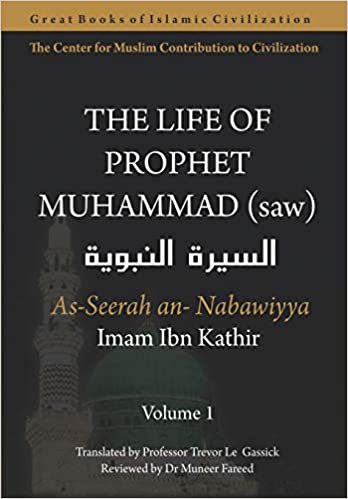 Great Books of Islamic Civilization
The Center for Muslim Contribution to Civilization
THE LIFE OF
PROPHET
MUHAMMAD (saw)
السيرة النبوية
As-Seerah an- Nabawiyya
Imam Ibn Kathir
Volume 1
Translated by Professor Trevor Le Gassick
Reviewed by Dr Muneer Fareed